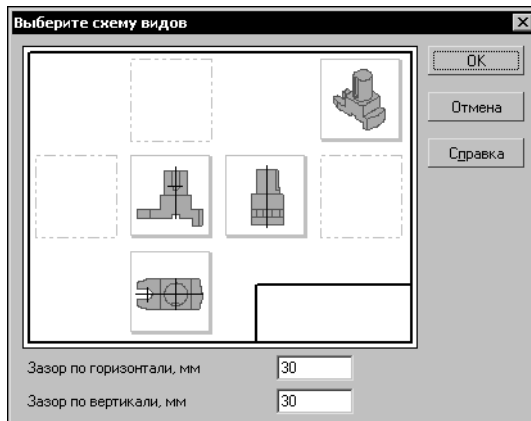 Выберите схему видов
OK
Отмена
Справка
Зазор по горизонтали, мм 30
Зазор по вертикали, мм 30